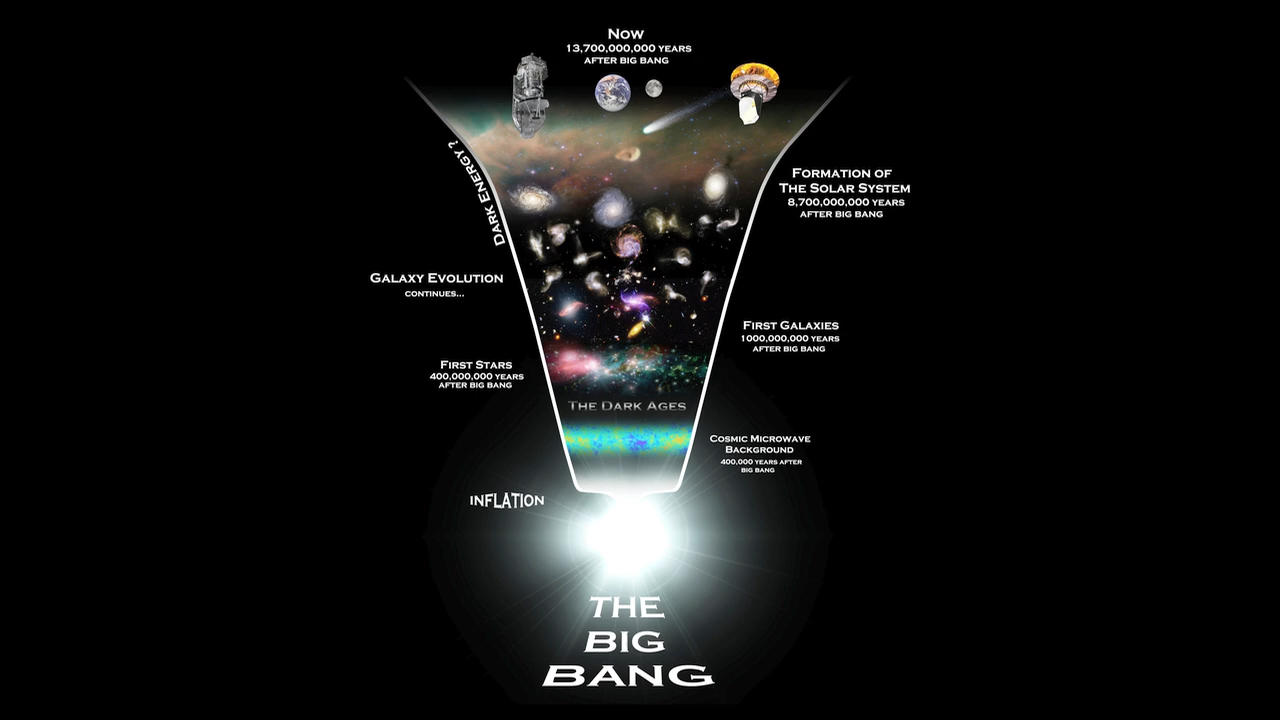 Now
13,700,000,000 years
after Big Bang
Dark Energy?
Formation of
The Solar System
8,700,000,000 years
after Big Bang
Galaxy Evolution
continues...
First Galaxies
1000,000,000 years
after Big Bang
First Stars
400,000,000 years
after Big Bang
The Dark Ages
Cosmic Microwave
Background
400,000 years after
Big Bang
Inflation
THE
BIG
BANG